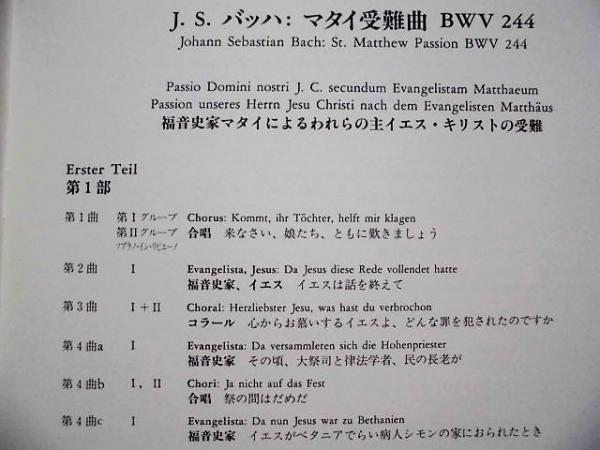 J. S. バッハ: マタイ受難曲 BWV 244
Johann Sebastian Bach: St. Matthew Passion BWV 244
Passio Domini nostri J. C. secundum Evangelistam Matthaeum
Passion unseres Herrn Jesu Christi nach dem Evangelisten Matthäus
福音史家マタイによるわれらの主イエス・キリストの受難
Erster Teil
第1部
第1曲 第Iグループ Chorus: Kommt, ihr Töchter, helft mir klagen
第IIグループ 合唱 来なさい、娘たち、ともに歎きましょう
ソプラノ・イン・リピエーノ
第2曲 I Evangelista, Jesus: Da Jesus diese Rede vollendet hatte
福音史家、イエス イエスは話を終えて
第3曲 I+II Choral: Herzliebster Jesu, was hast du verbrochon
コラール 心からお慕いするイエスよ、どんな罪を犯されたのですか
第4曲a I Evangelista: Da versammleten sich die Hohenpriester
福音史家 その頃、大祭司と律法学者、民の長老が
第4曲b I, II Chori: Ja nicht auf das Fest
合唱 祭の間はだめだ
第4曲c I Evangelista: Da nun Jesus war zu Bethanien
福音史家 イエスがベタニアでらい病人シモンの家におられたとき